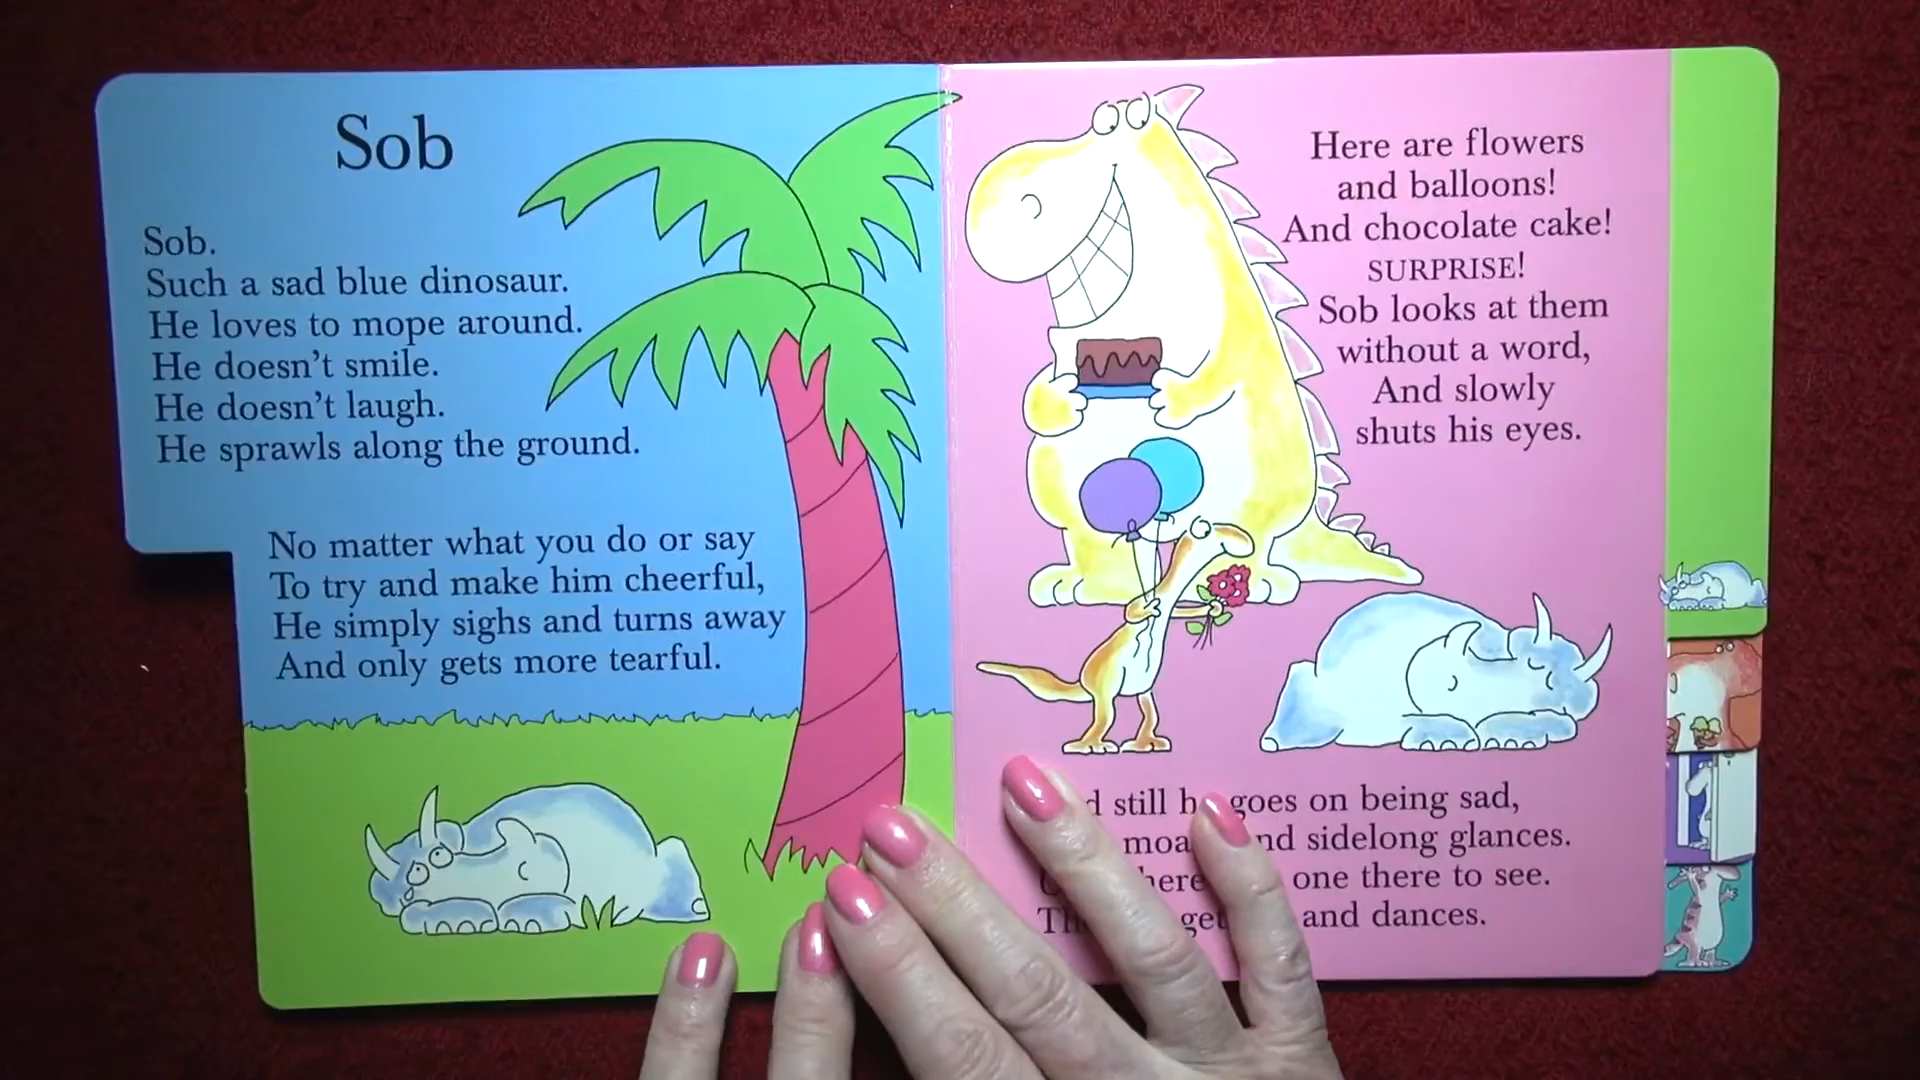 Sob
Sob.
Such a sad blue dinosaur.
He loves to mope around.
He doesn't smile.
He doesn't laugh.
He sprawls along the ground.
No matter what you do or say
To try and make him cheerful,
He simply sighs and turns away
And only gets more tearful.
Here are flowers
and balloons!
And chocolate cake!
SURPRISE!
Sob looks at them
without a word,
And slowly
shuts his eyes.
still goes on being sad,
sidelong glances.
one there to see.
and dances.